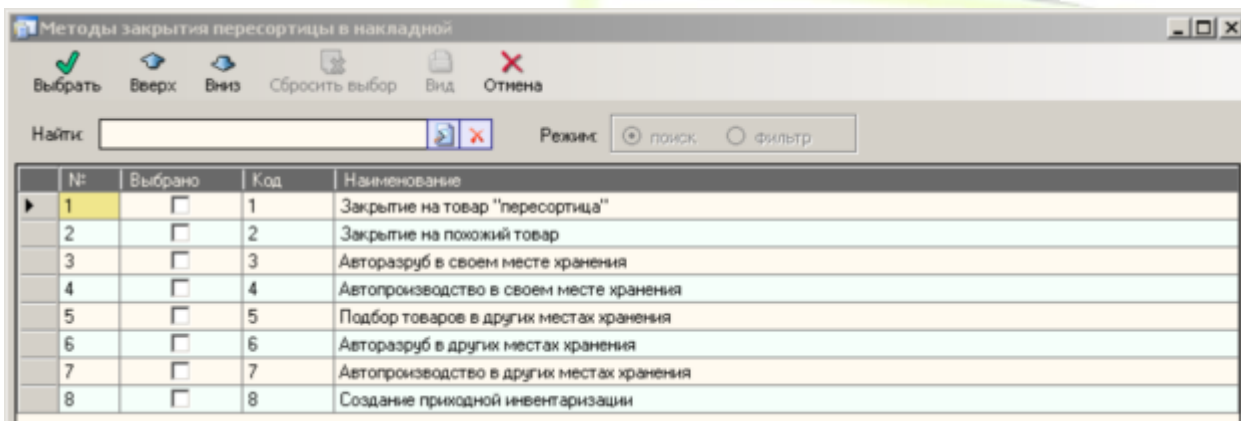 Методы закрытия пересортицы в накладной
Выбрать Вверх Вниз Сбросить выбор Вид Отмена
Найти: Режим: поиск фильтр
№ Выбрано Код Наименование
1 1 Закрытие на товар "пересортица"
2 2 Закрытие на похожий товар
3 3 Авторазруб в своем месте хранения
4 4 Автопроизводство в своем месте хранения
5 5 Подбор товаров в других местах хранения
6 6 Авторазруб в других местах хранения
7 7 Автопроизводство в других местах хранения
8 8 Создание приходной инвентаризации